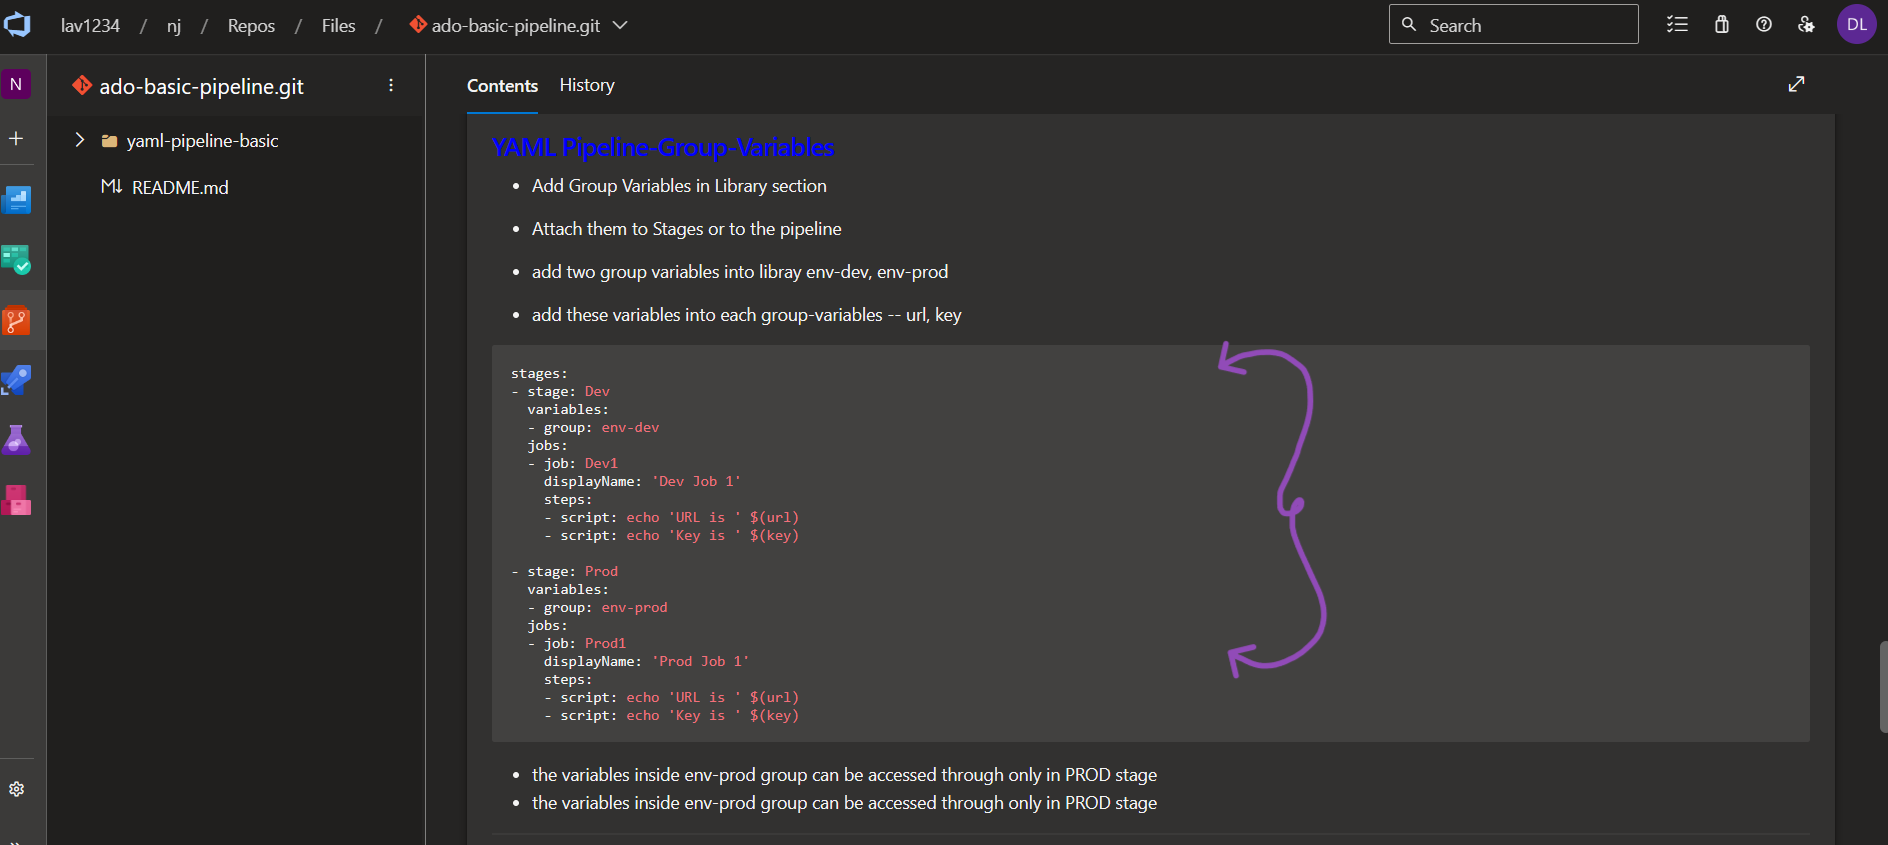 lav1234 / nj / Repos / Files / ado-basic-pipeline.git
Search
DL
N
ado-basic-pipeline.git
yaml-pipeline-basic
README.md
Contents History
YAML Pipeline-Group-Variables
• Add Group Variables in Library section
• Attach them to Stages or to the pipeline
• add two group variables into libray env-dev, env-prod
• add these variables into each group-variables -- url, key
stages:
- stage: Dev
  variables:
  - group: env-dev
  jobs:
  - job: Dev1
    displayName: 'Dev Job 1'
    steps:
    - script: echo 'URL is ' $(url)
    - script: echo 'Key is ' $(key)
- stage: Prod
  variables:
  - group: env-prod
  jobs:
  - job: Prod1
    displayName: 'Prod Job 1'
    steps:
    - script: echo 'URL is ' $(url)
    - script: echo 'Key is ' $(key)
• the variables inside env-prod group can be accessed through only in PROD stage
• the variables inside env-prod group can be accessed through only in PROD stage